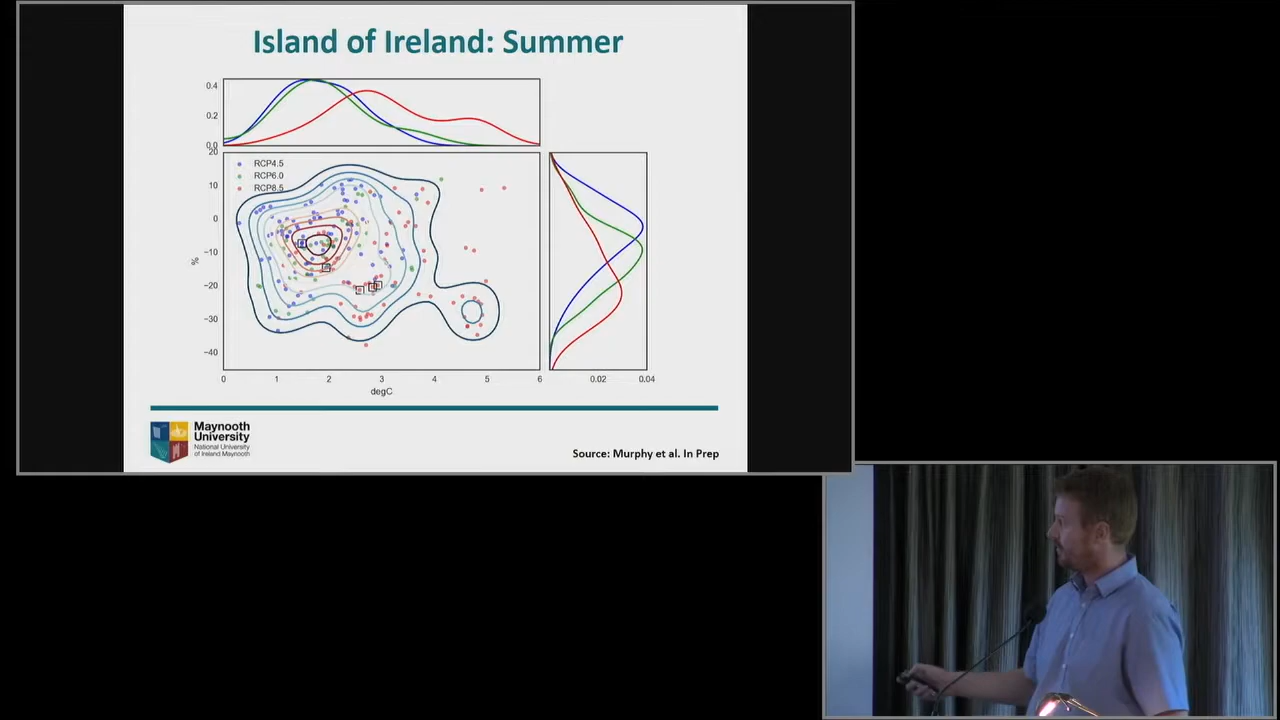 Island of Ireland: Summer
0.4
0.2
0.0
20
10
0
−10
−20
−30
−40
%
RCP4.5
RCP6.0
RCP8.5
0 1 2 3 4 5 6
degC
0.02 0.04
Maynooth
University
National University
of Ireland Maynooth
Source: Murphy et al. In Prep